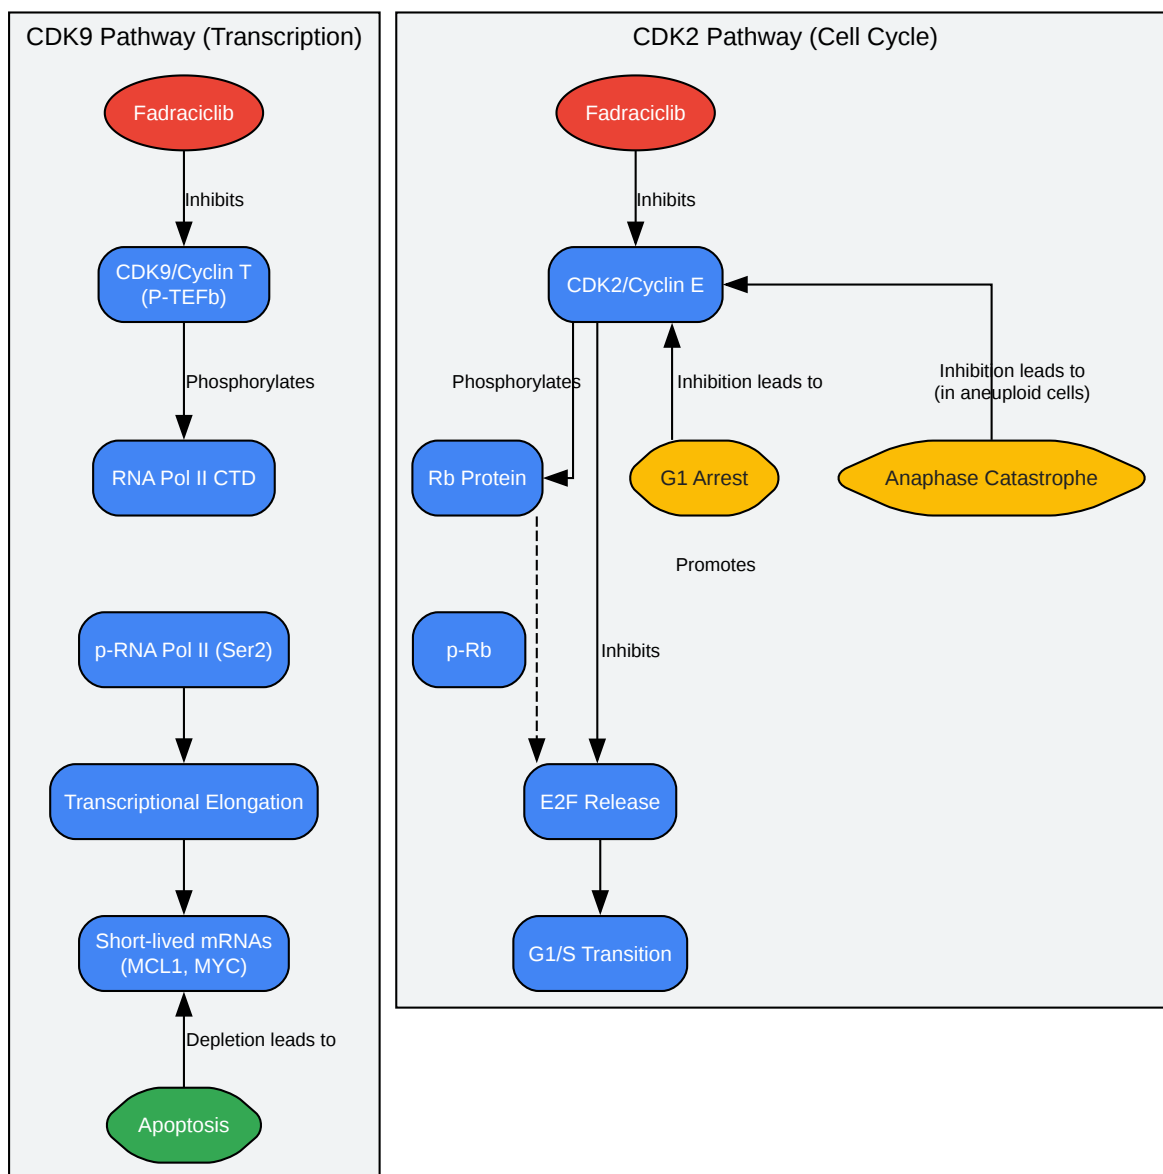 CDK9 Pathway (Transcription)
Fadraciclib
Inhibits
CDK9/Cyclin T
(P-TEFb)
Phosphorylates
RNA Pol II CTD
p-RNA Pol II (Ser2)
Transcriptional Elongation
Short-lived mRNAs
(MCL1, MYC)
Depletion leads to
Apoptosis
CDK2 Pathway (Cell Cycle)
Fadraciclib
Inhibits
CDK2/Cyclin E
Phosphorylates
Inhibition leads to
Inhibition leads to
(in aneuploid cells)
Rb Protein
G1 Arrest
Anaphase Catastrophe
Promotes
p-Rb
Inhibits
E2F Release
G1/S Transition